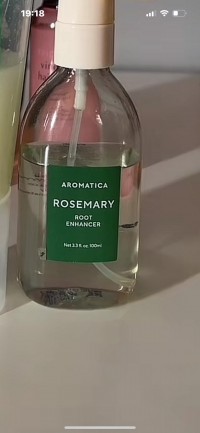 19:18
AROMATICA
ROSEMARY
ROOT
ENHANCER
Net 3.3 fl. oz. 100ml